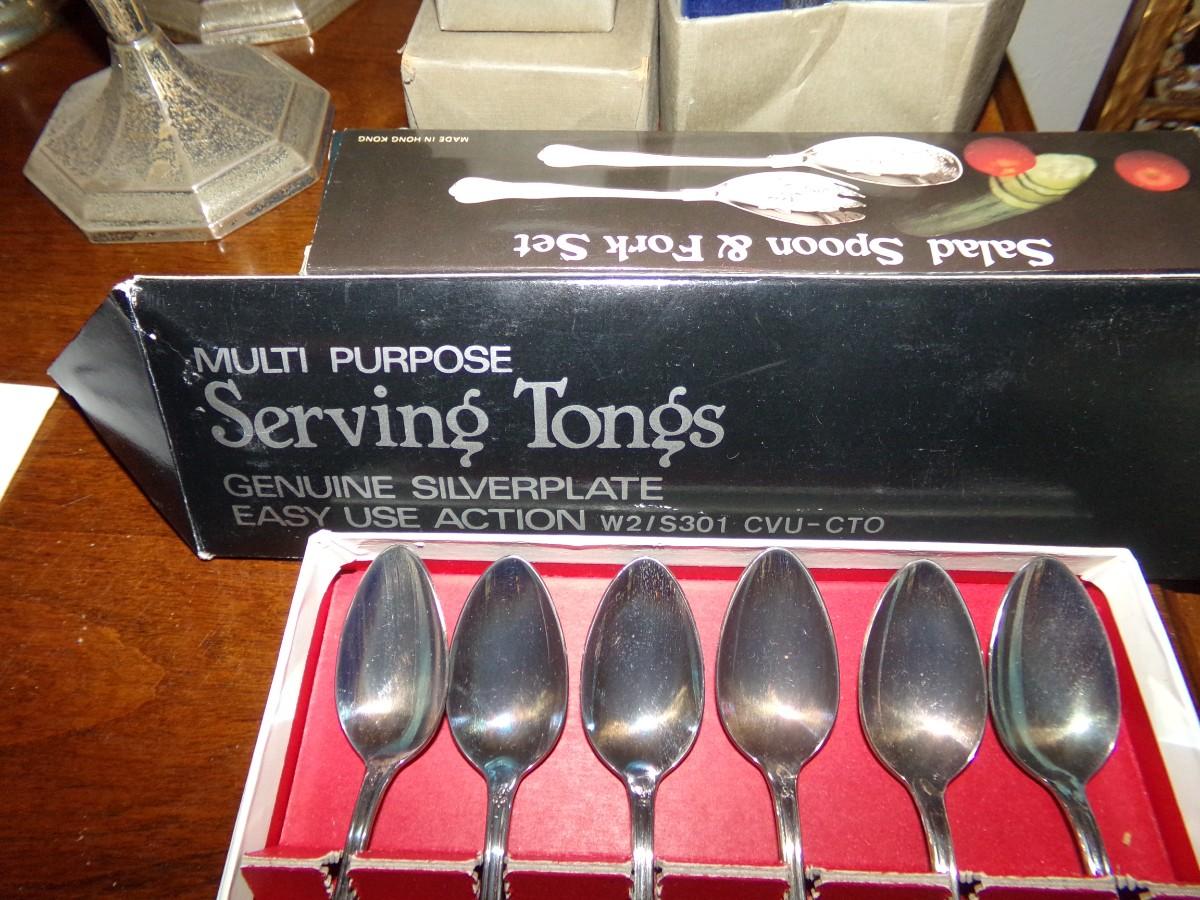 MADE IN HONG KONG
Salad Spoon & Fork Set
MULTI PURPOSE
Serving Tongs
GENUINE SILVERPLATE
EASY USE ACTION W2/S301 CVU-CTO